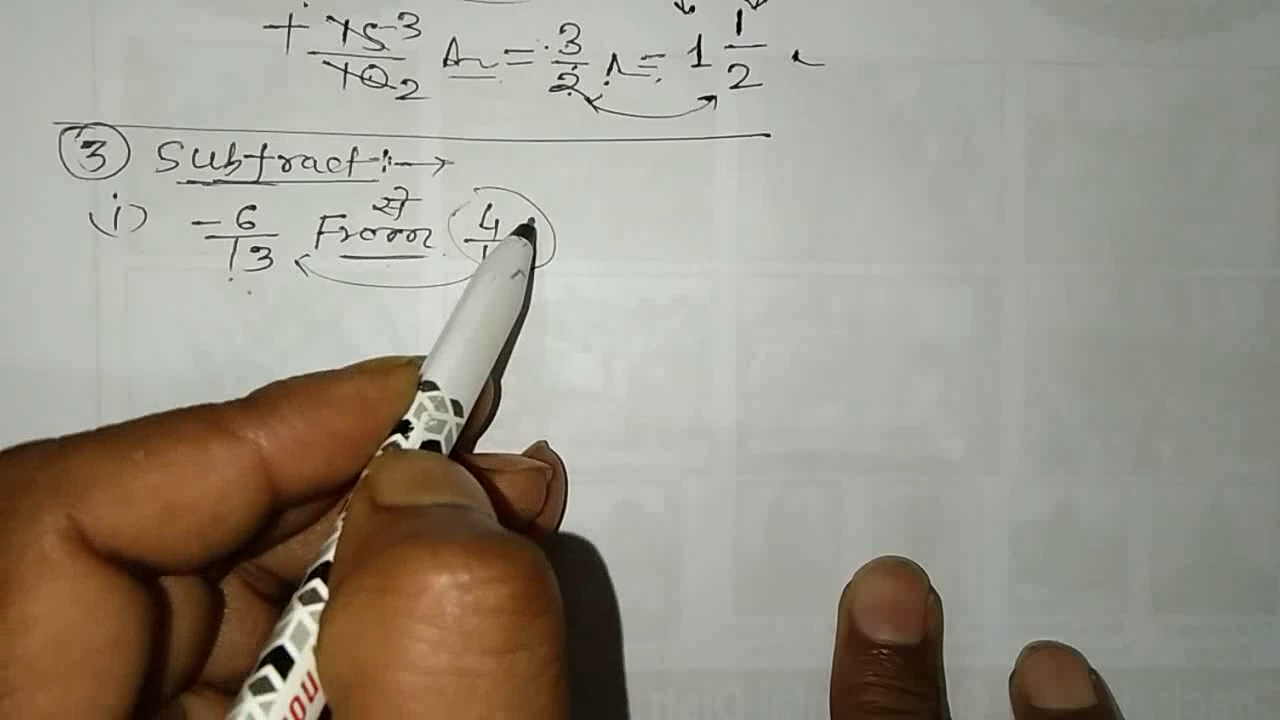 + 15 3 Ans = 3/2 = 1 1/2
10 2
③ Subtract :→
से
(i) -6/13 From 4